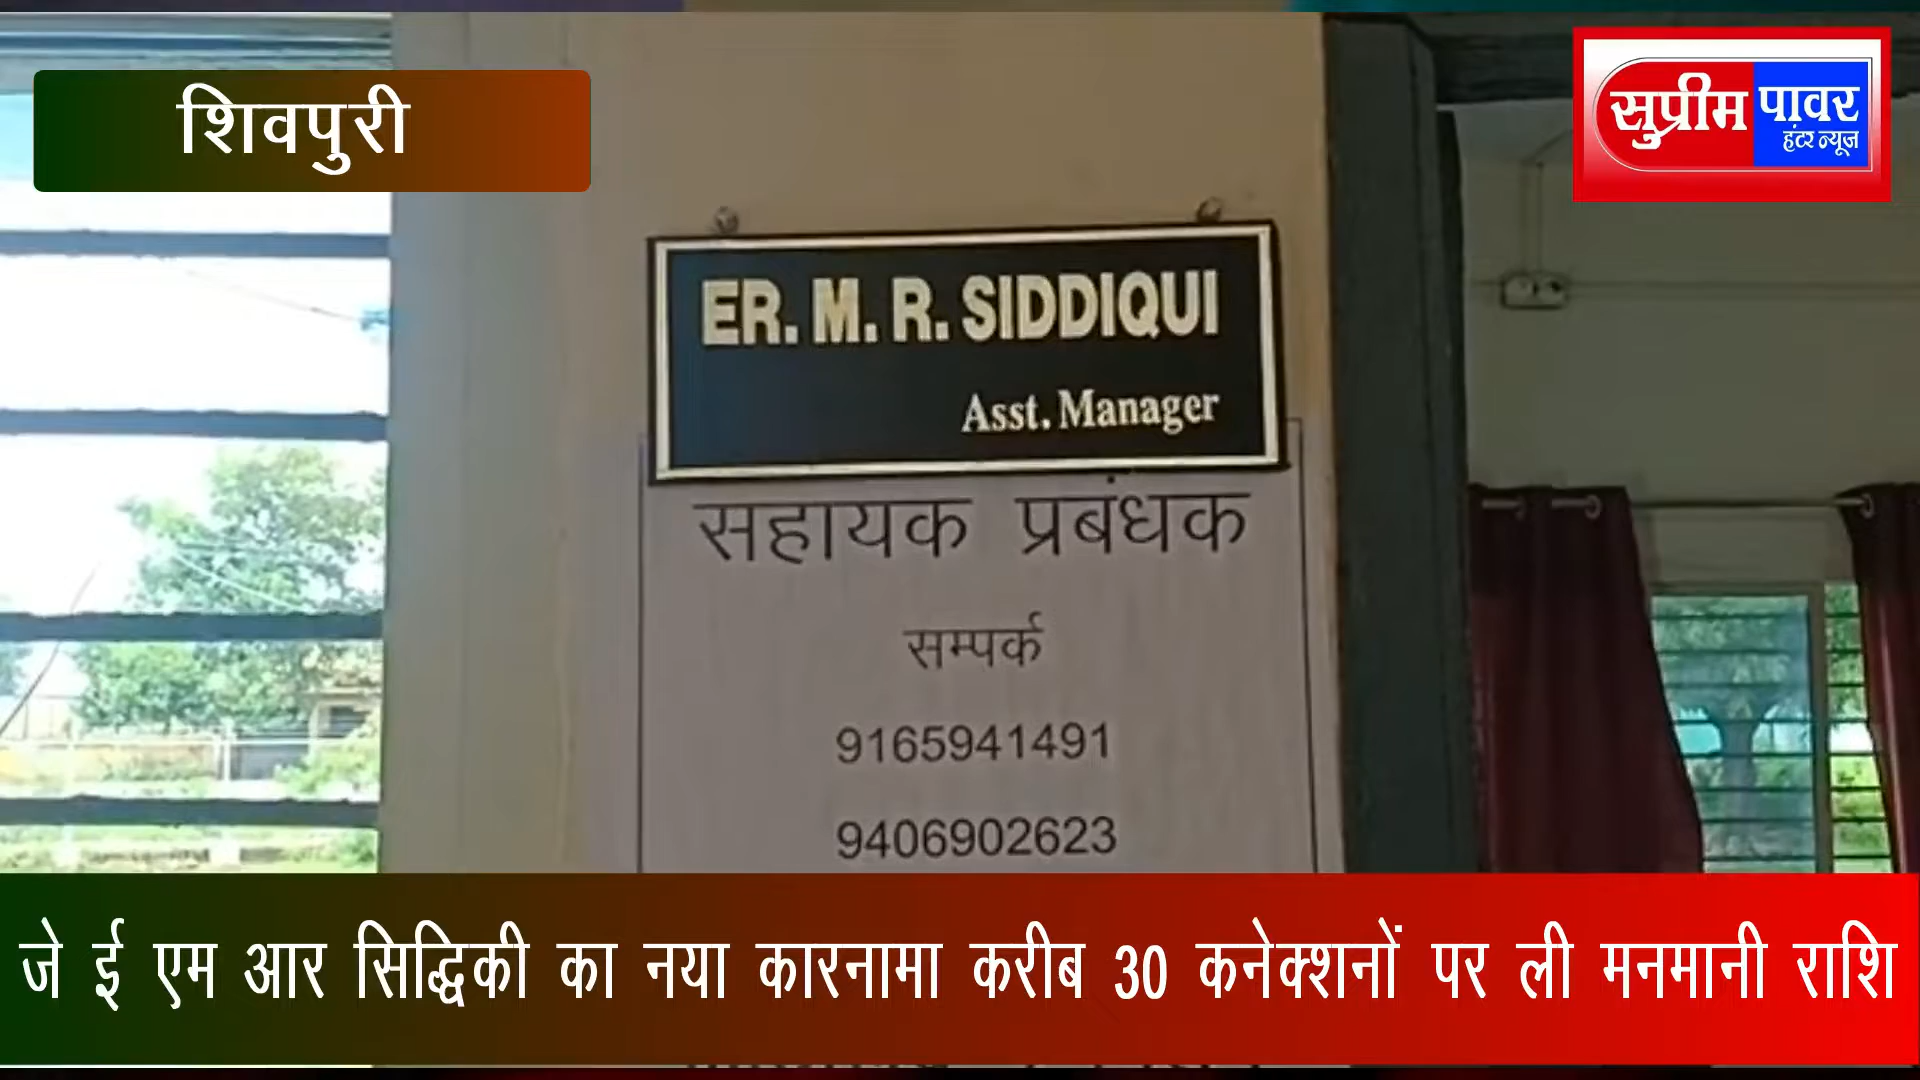 शिवपुरी
सुप्रीम पावर
हंटर न्यूज
ER. M. R. SIDDIQUI
Asst. Manager
सहायक प्रबंधक
सम्पर्क
9165941491
9406902623
जे ई एम आर सिद्धिकी का नया कारनामा करीब 30 कनेक्शनों पर ली मनमानी राशि